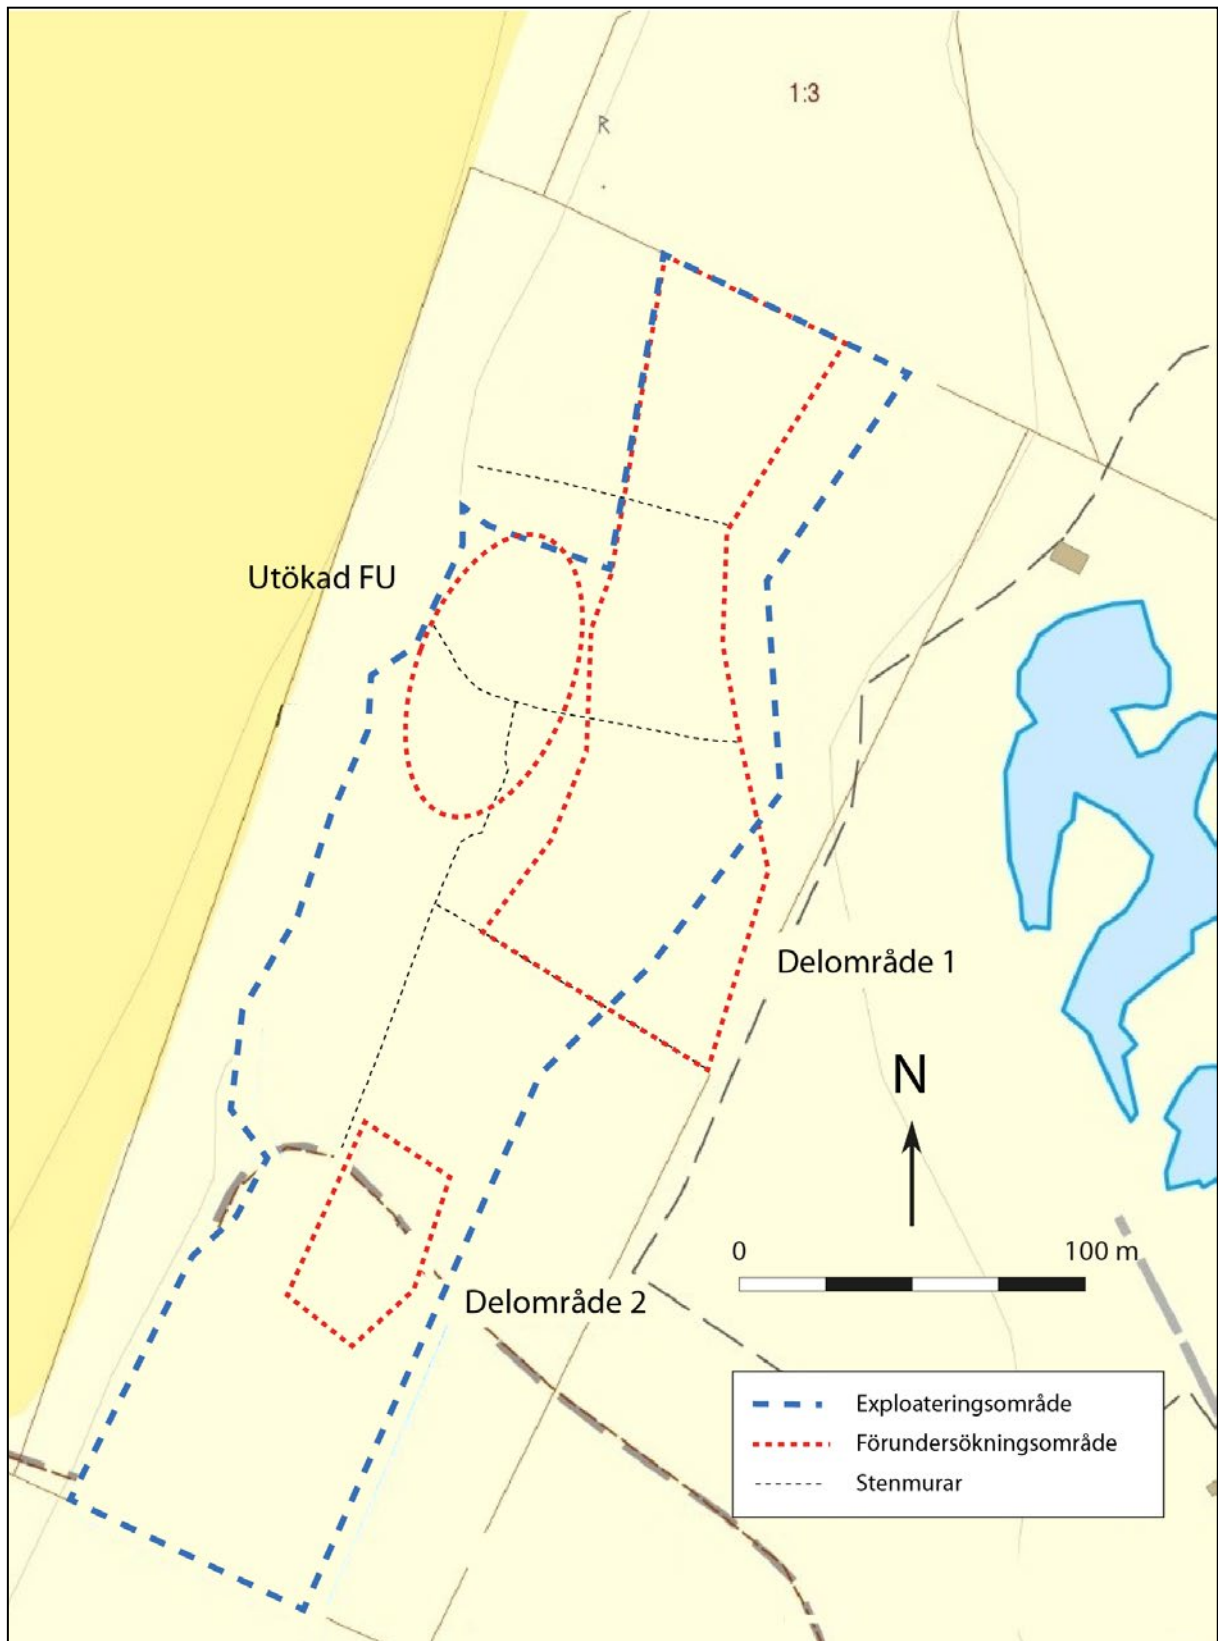 1:3
R
Utökad FU
Delområde 1
N
0 100 m
Delområde 2
Exploateringsområde
Förundersökningsområde
Stenmurar